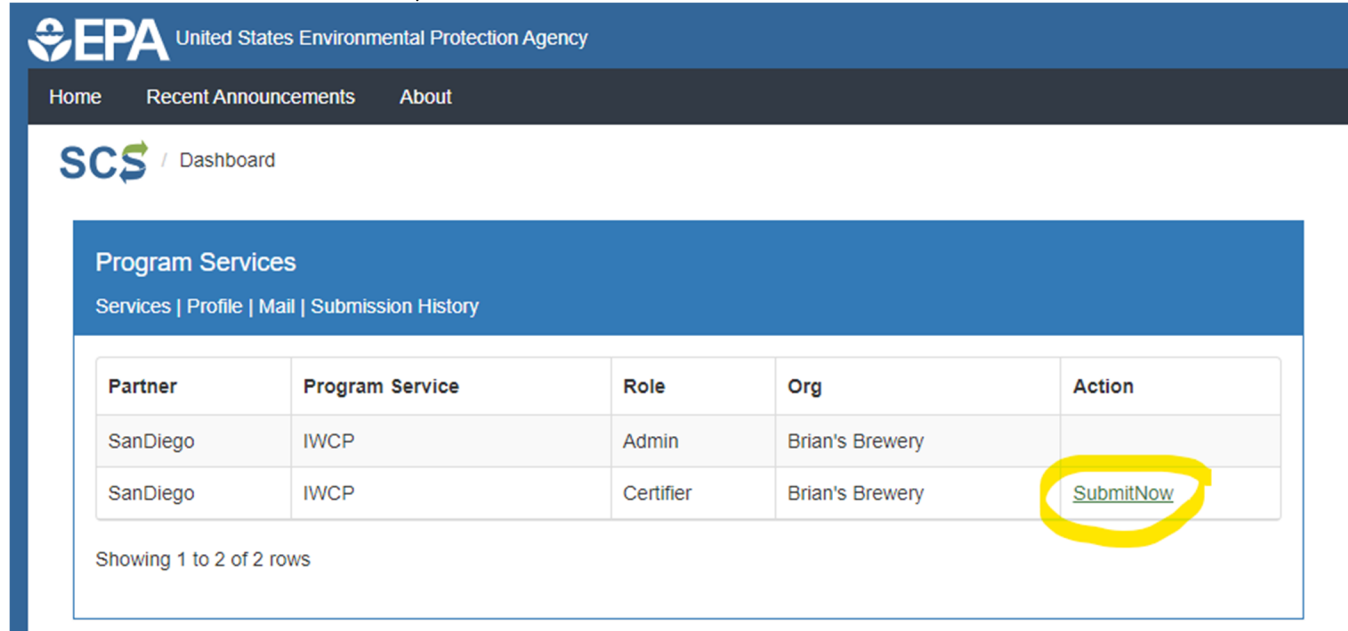 EPA United States Environmental Protection Agency
Home Recent Announcements About
SCS / Dashboard
Program Services
Services | Profile | Mail | Submission History
Partner Program Service Role Org Action
SanDiego IWCP Admin Brian's Brewery
SanDiego IWCP Certifier Brian's Brewery SubmitNow
Showing 1 to 2 of 2 rows